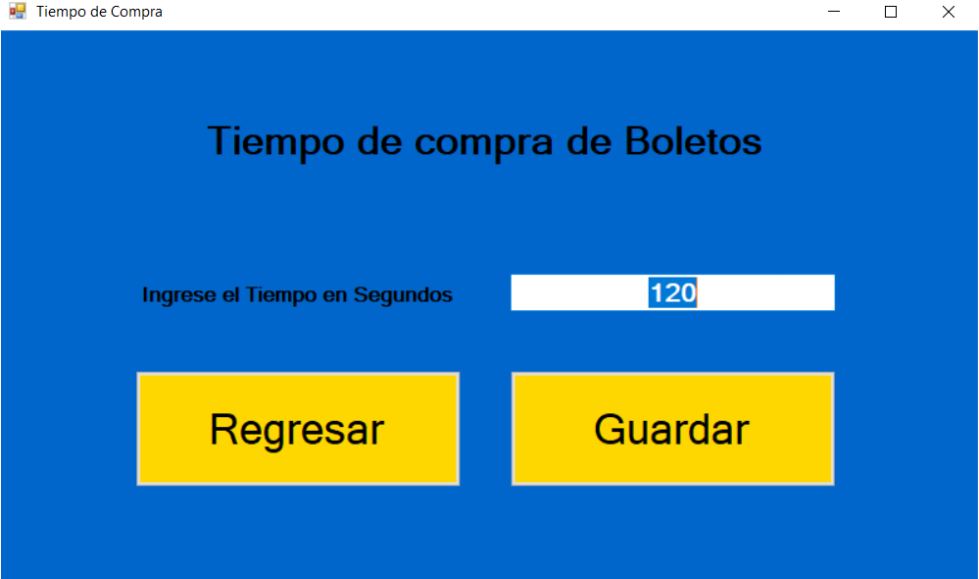 Tiempo de Compra
Tiempo de compra de Boletos
Ingrese el Tiempo en Segundos 120
Regresar Guardar